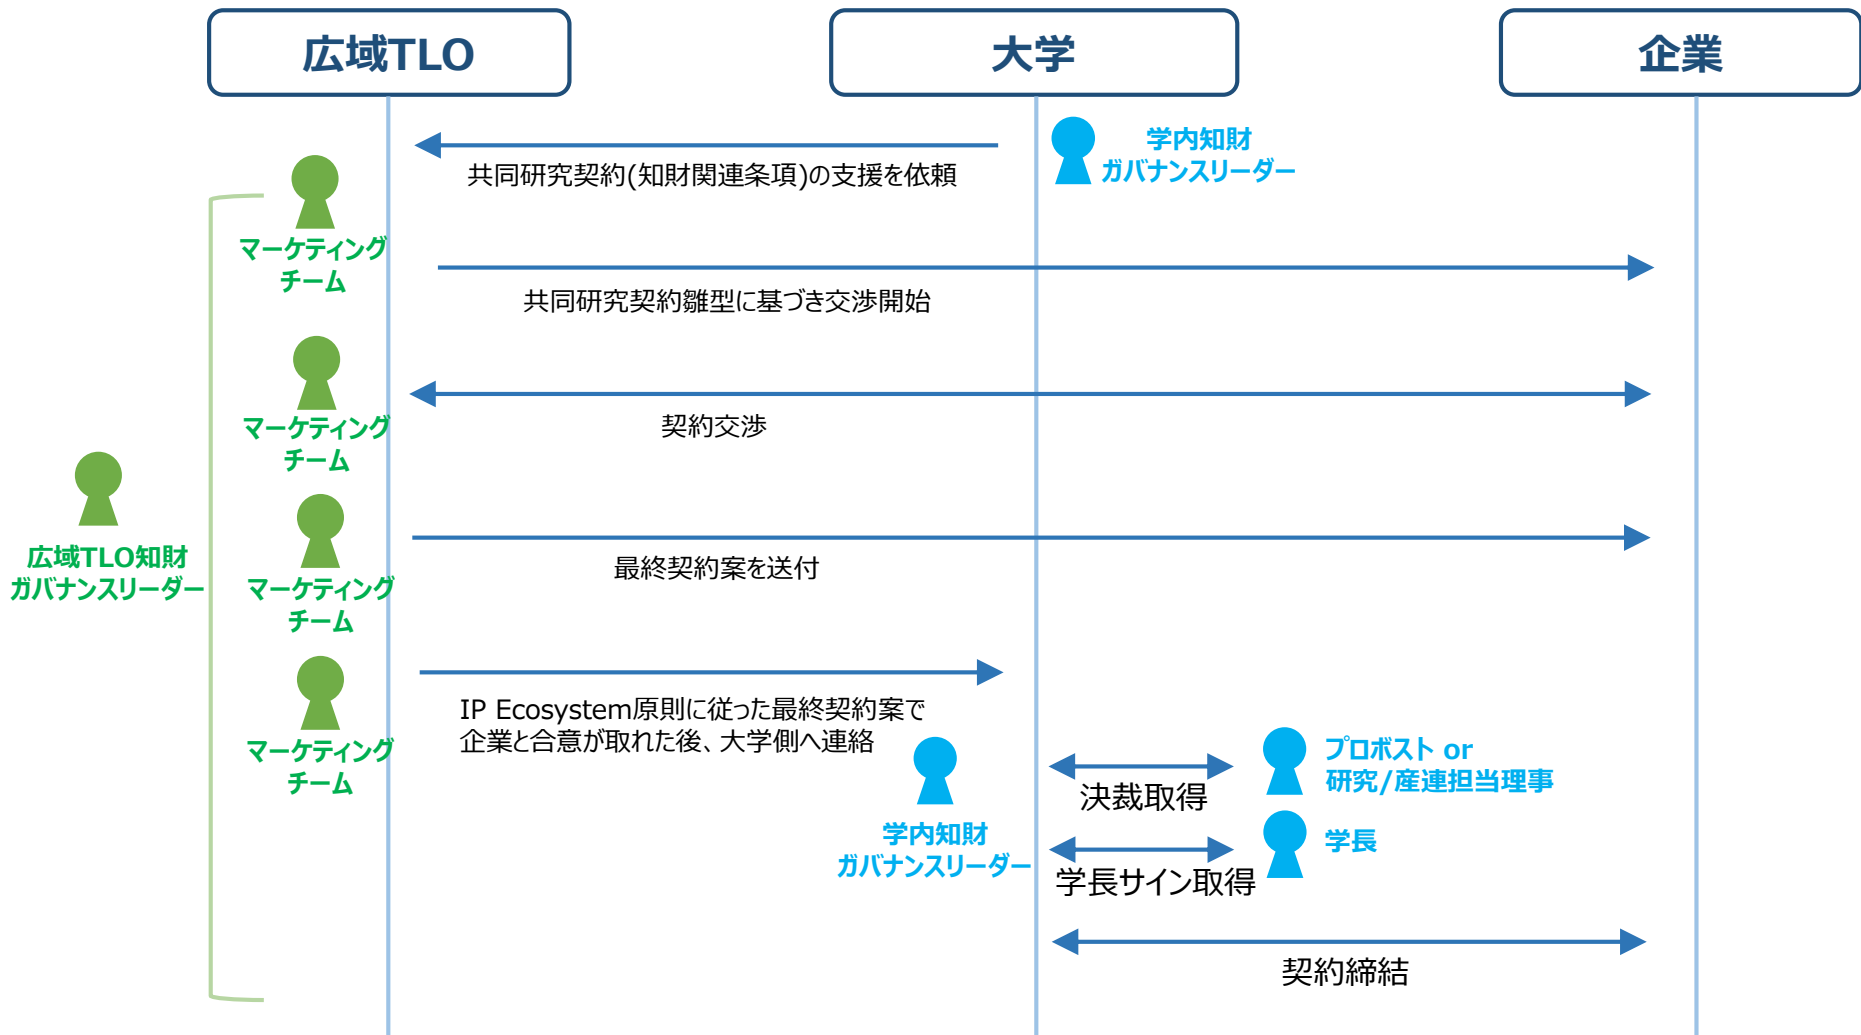 広域TLO
大学
企業
学内知財
ガバナンスリーダー
共同研究契約(知財関連条項)の支援を依頼
マーケティング
チーム
共同研究契約雛型に基づき交渉開始
マーケティング
チーム
契約交渉
広域TLO知財
ガバナンスリーダー
マーケティング
チーム
最終契約案を送付
マーケティング
チーム
IP Ecosystem原則に従った最終契約案で
企業と合意が取れた後、大学側へ連絡
学内知財
ガバナンスリーダー
決裁取得
プロボスト or
研究/産連担当理事
学長サイン取得
学長
契約締結